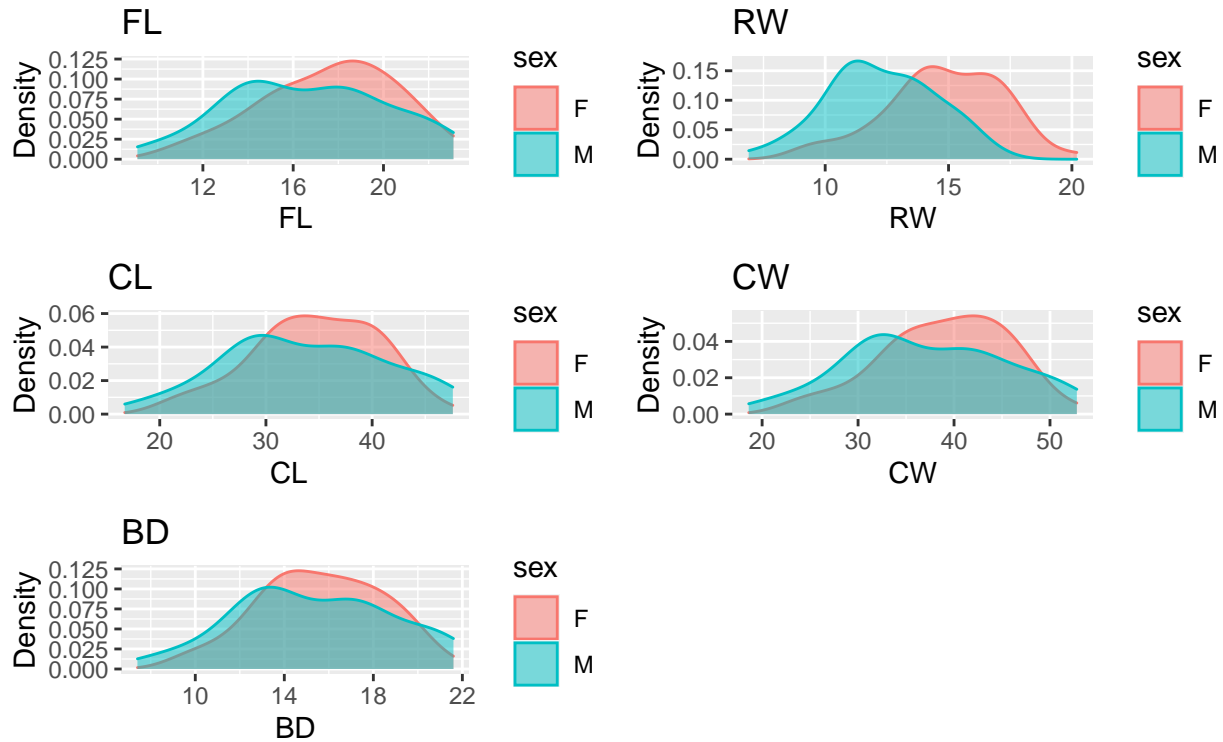 FL
Density
0.125
0.100
0.075
0.050
0.025
0.000
12 16 20
FL
sex
F
M
RW
Density
0.15
0.10
0.05
0.00
10 15 20
RW
sex
F
M
CL
Density
0.06
0.04
0.02
0.00
20 30 40
CL
sex
F
M
CW
Density
0.04
0.02
0.00
20 30 40 50
CW
sex
F
M
BD
Density
0.125
0.100
0.075
0.050
0.025
0.000
10 14 18 22
BD
sex
F
M